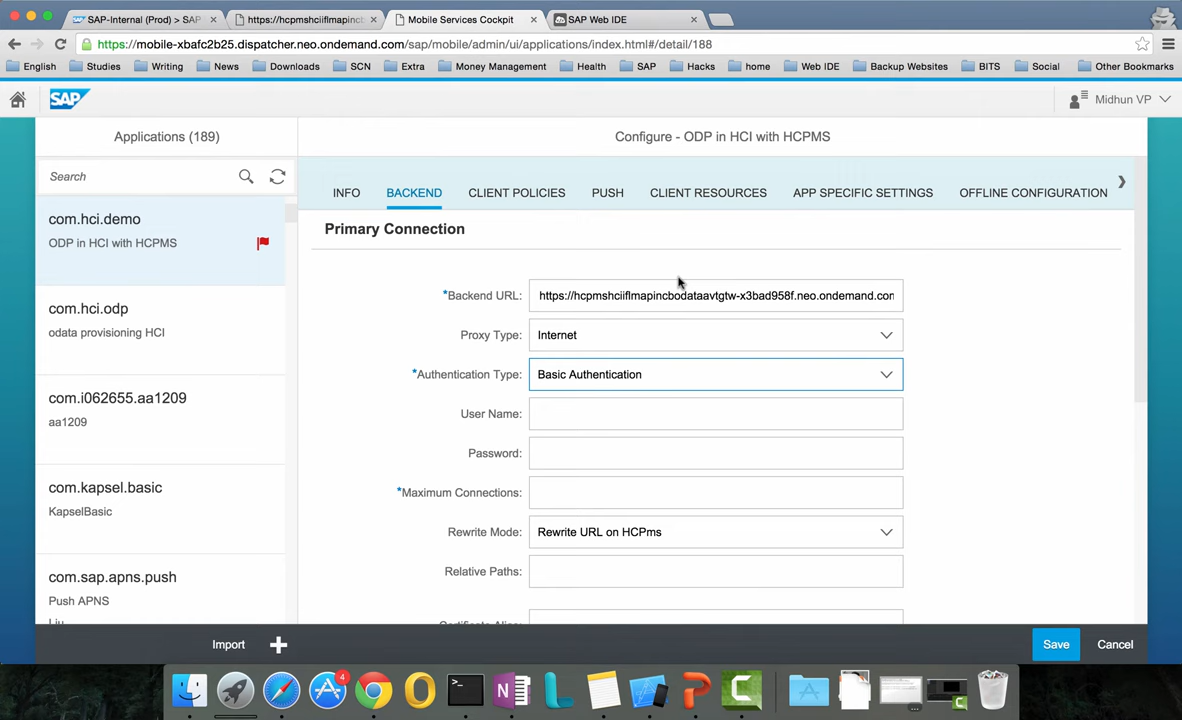 SAP-Internal (Prod) > SAP
https://hcpmshciiflmapincb
Mobile Services Cockpit
SAP Web IDE
https://mobile-xbafc2b25.dispatcher.neo.ondemand.com/sap/mobile/admin/ui/applications/index.html#/detail/188
English Studies Writing News Downloads SCN Extra Money Management Health SAP Hacks home Web IDE Backup Websites BITS Social Other Bookmarks
SAP
Midhun VP
Applications (189)
Configure - ODP in HCI with HCPMS
Search
INFO BACKEND CLIENT POLICIES PUSH CLIENT RESOURCES APP SPECIFIC SETTINGS OFFLINE CONFIGURATION
com.hci.demo
ODP in HCI with HCPMS
com.hci.odp
odata provisioning HCI
com.i062655.aa1209
aa1209
com.kapsel.basic
KapselBasic
com.sap.apns.push
Push APNS
Primary Connection
*Backend URL: https://hcpmshciiflmapincbodataavtgtw-x3bad958f.neo.ondemand.com
Proxy Type: Internet
*Authentication Type: Basic Authentication
User Name:
Password:
*Maximum Connections:
Rewrite Mode: Rewrite URL on HCPms
Relative Paths:
Import
Save
Cancel
4